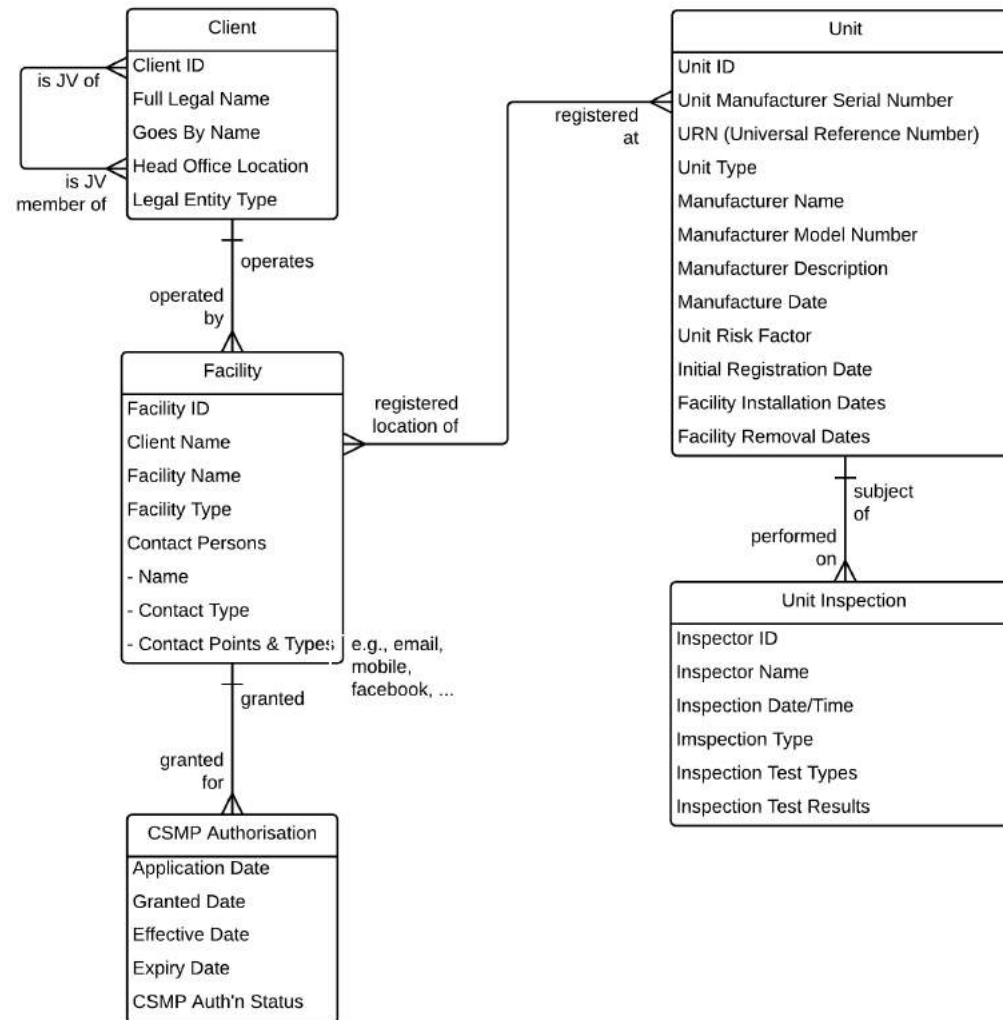 Client
Client ID
Full Legal Name
Goes By Name
Head Office Location
Legal Entity Type
is JV of
is JV
member of
operates
operated
by
Facility
Facility ID
Client Name
Facility Name
Facility Type
Contact Persons
- Name
- Contact Type
- Contact Points & Types
e.g., email,
mobile,
facebook, ...
granted
granted
for
CSMP Authorisation
Application Date
Granted Date
Effective Date
Expiry Date
CSMP Auth'n Status
registered
at
registered
location of
Unit
Unit ID
Unit Manufacturer Serial Number
URN (Universal Reference Number)
Unit Type
Manufacturer Name
Manufacturer Model Number
Manufacturer Description
Manufacture Date
Unit Risk Factor
Initial Registration Date
Facility Installation Dates
Facility Removal Dates
subject
of
performed
on
Unit Inspection
Inspector ID
Inspector Name
Inspection Date/Time
Imspection Type
Inspection Test Types
Inspection Test Results